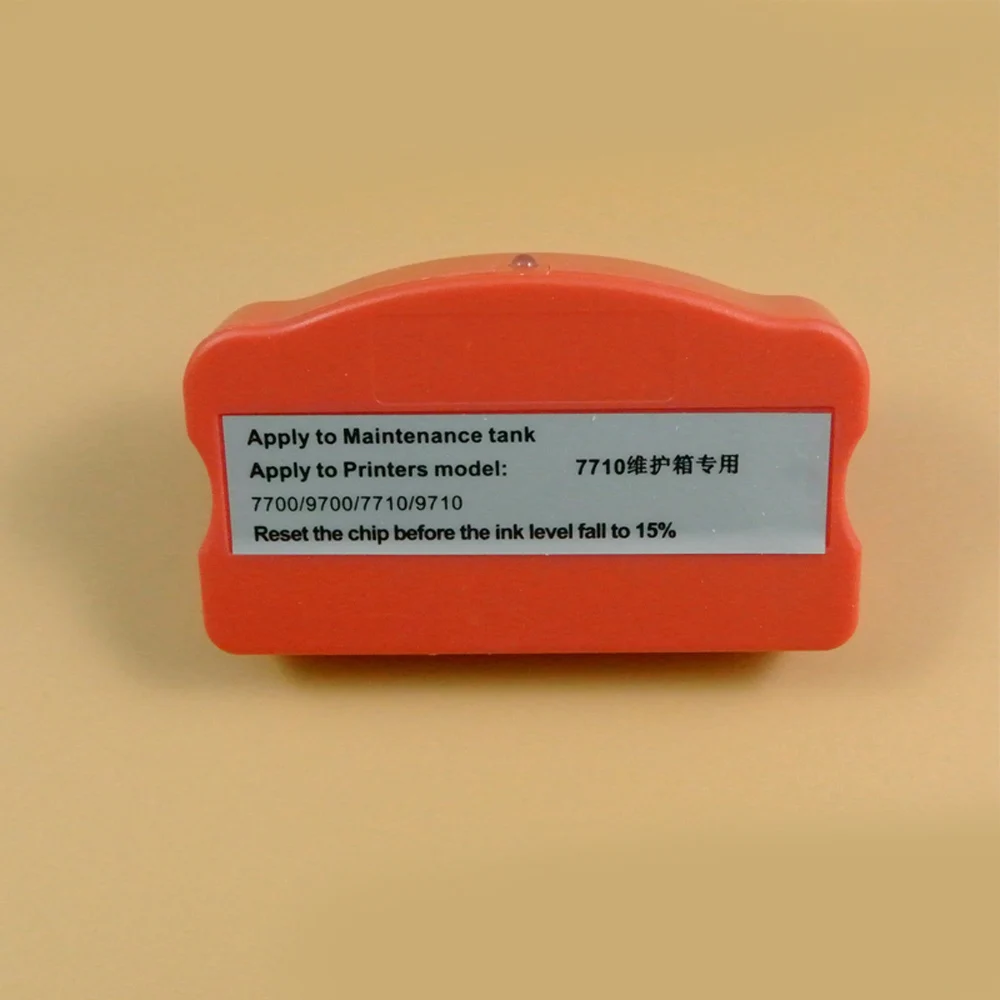 Apply to Maintenance tank
Apply to Printers model: 7710维护箱专用
7700/9700/7710/9710
Reset the chip before the ink level fall to 15%